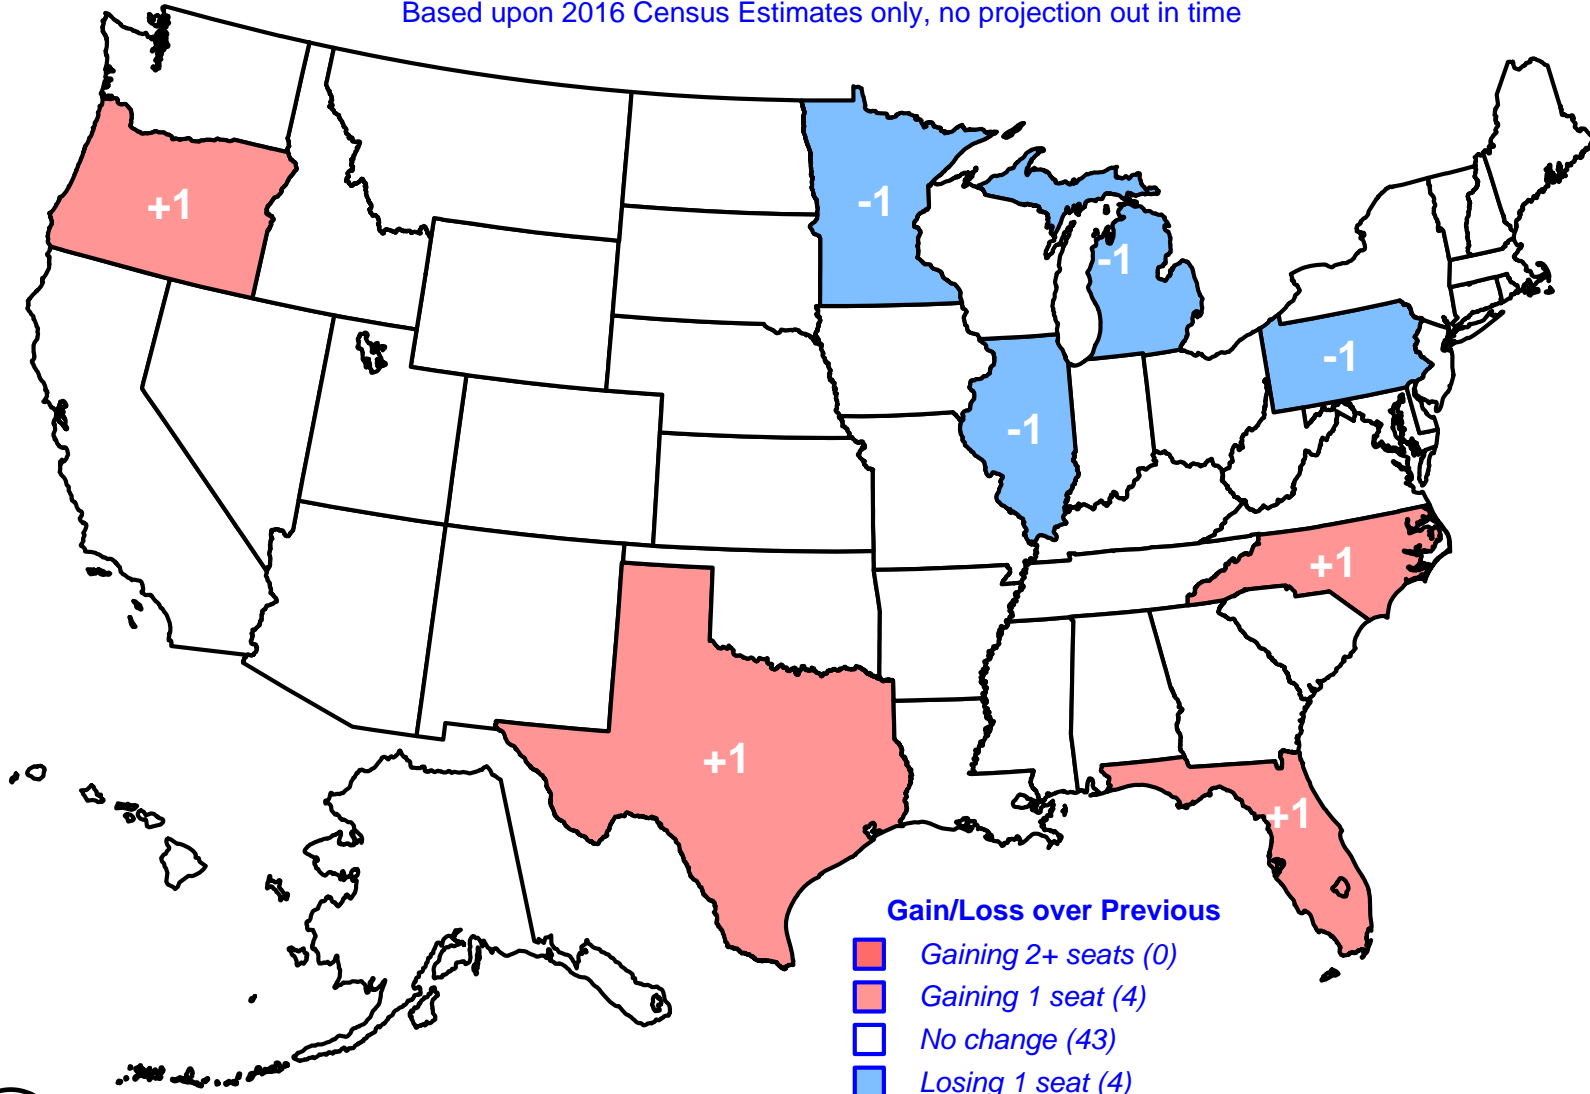 Based upon 2016 Census Estimates only, no projection out in time
+1
-1
-1
-1
-1
+1
+1
+1
Gain/Loss over Previous
Gaining 2+ seats (0)
Gaining 1 seat (4)
No change (43)
Losing 1 seat (4)